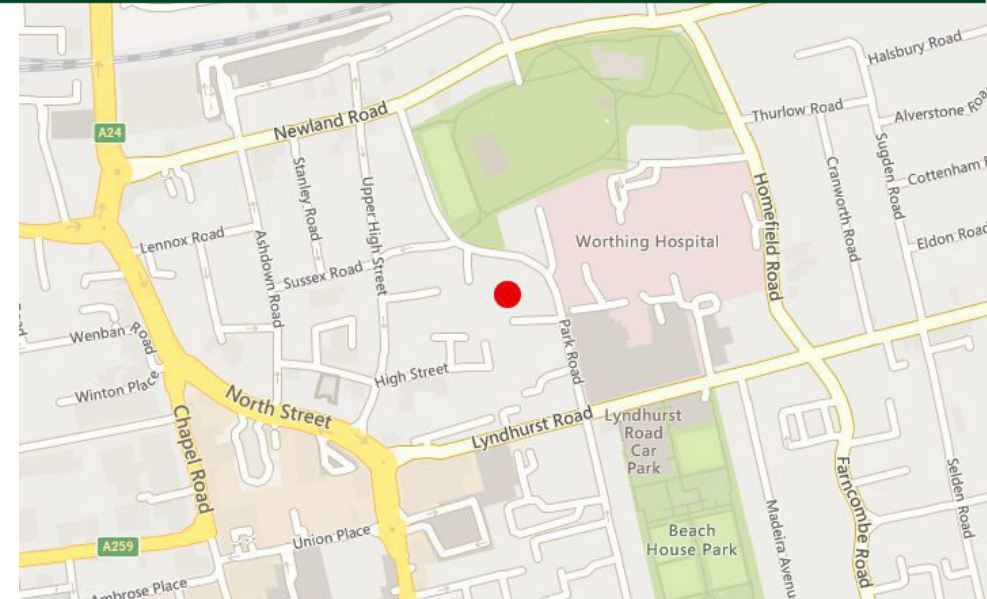 Halsbury Road
Newland Road
Thurlow Road
A24
Stanley Road
Upper High Street
Sugden Road
Cranworth Road
Homefield Road
Worthing Hospital
Lennox Road
Ashdown Road
Sussex Road
Eldon Road
Wenban Road
Park Road
Winton Place
High Street
North Street
Chapel Road
Lyndhurst Road
Lyndhurst
Road
Car
Park
Farncombe Road
Selden Road
Union Place
Beach
House Park
A259
Alverstone Road
Cottenham
Madeira Avenu
mbrose Place